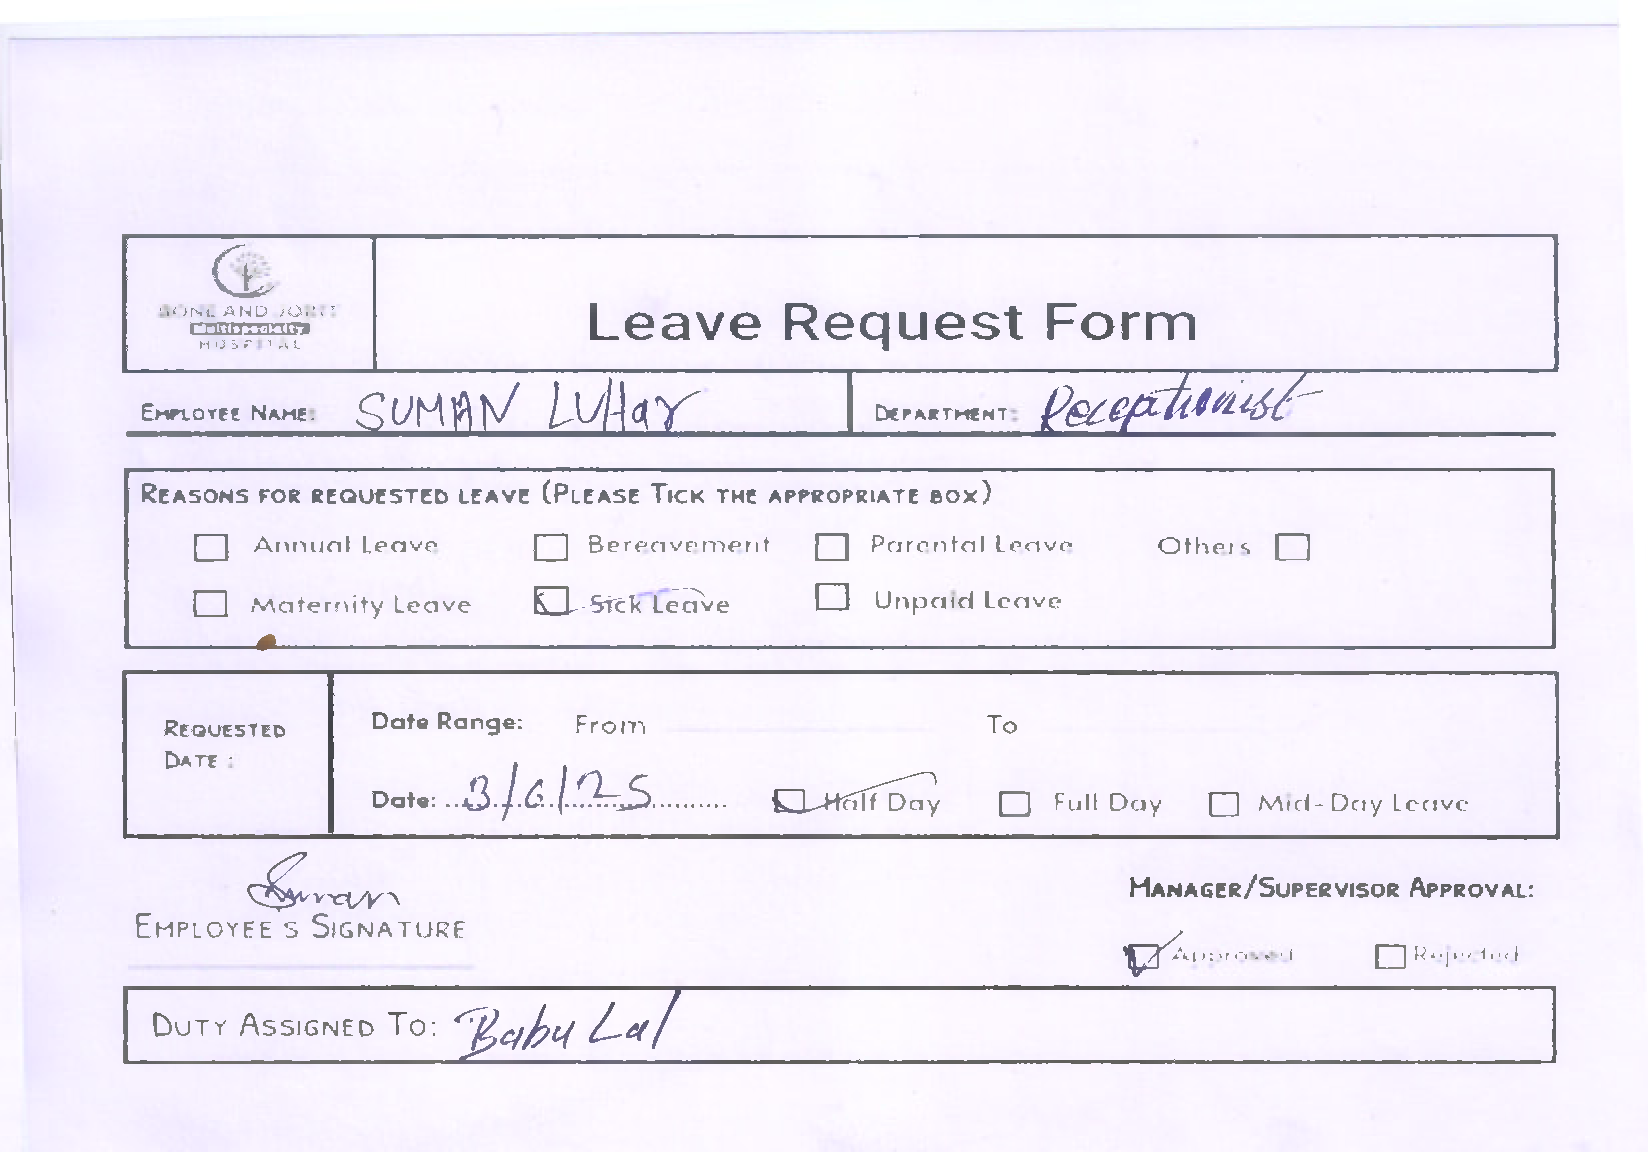 BONE AND JOINT
Multispeciality
HOSPITAL
Leave Request Form
EMPLOYEE NAME: SUMAN LUHar DEPARTMENT: Receptionist
REASONS FOR REQUESTED LEAVE (PLEASE TICK THE APPROPRIATE BOX)
Annual Leave Bereavement Parental Leave Others
Maternity Leave Sick Leave Unpaid Leave
REQUESTED DATE :
Date Range: From To
Date: 3/6/25 Half Day Full Day Mid-Day Leave
Suman
EMPLOYEE'S SIGNATURE
MANAGER/SUPERVISOR APPROVAL:
Approved Rejected
DUTY ASSIGNED TO: Babu Lal